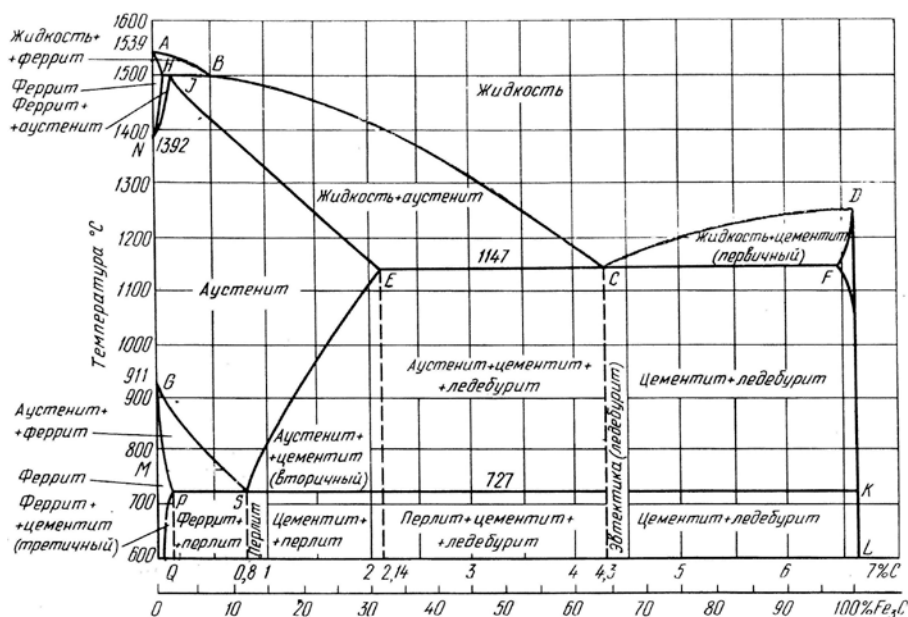 1600
1539
1500
1400
1392
1300
1200
1100
1000
911
900
800
700
600
Температура °С
Жидкость+
+феррит
Феррит
Феррит+
+аустенит
N
A
H
J
B
Жидкость
Жидкость+аустенит
D
Жидкость+цементит
(первичный)
1147
E
C
F
Аустенит
G
Аустенит+
+феррит
M
Феррит
Феррит+
+цементит
(третичный)
Аустенит+цементит+
+ледебурит
Цементит+ледебурит
Аустенит+
+цементит
(вторичный)
Эвтектика (ледебурит)
727
P
S
K
Феррит+
+перлит
Перлит
Цементит+
+перлит
Перлит+цементит+
+ледебурит
Цементит+ледебурит
L
Q 0,8 1 2 2,14 3 4 4,3 5 6 7%С
0 10 20 30 40 50 60 70 80 90 100%Fe₃C